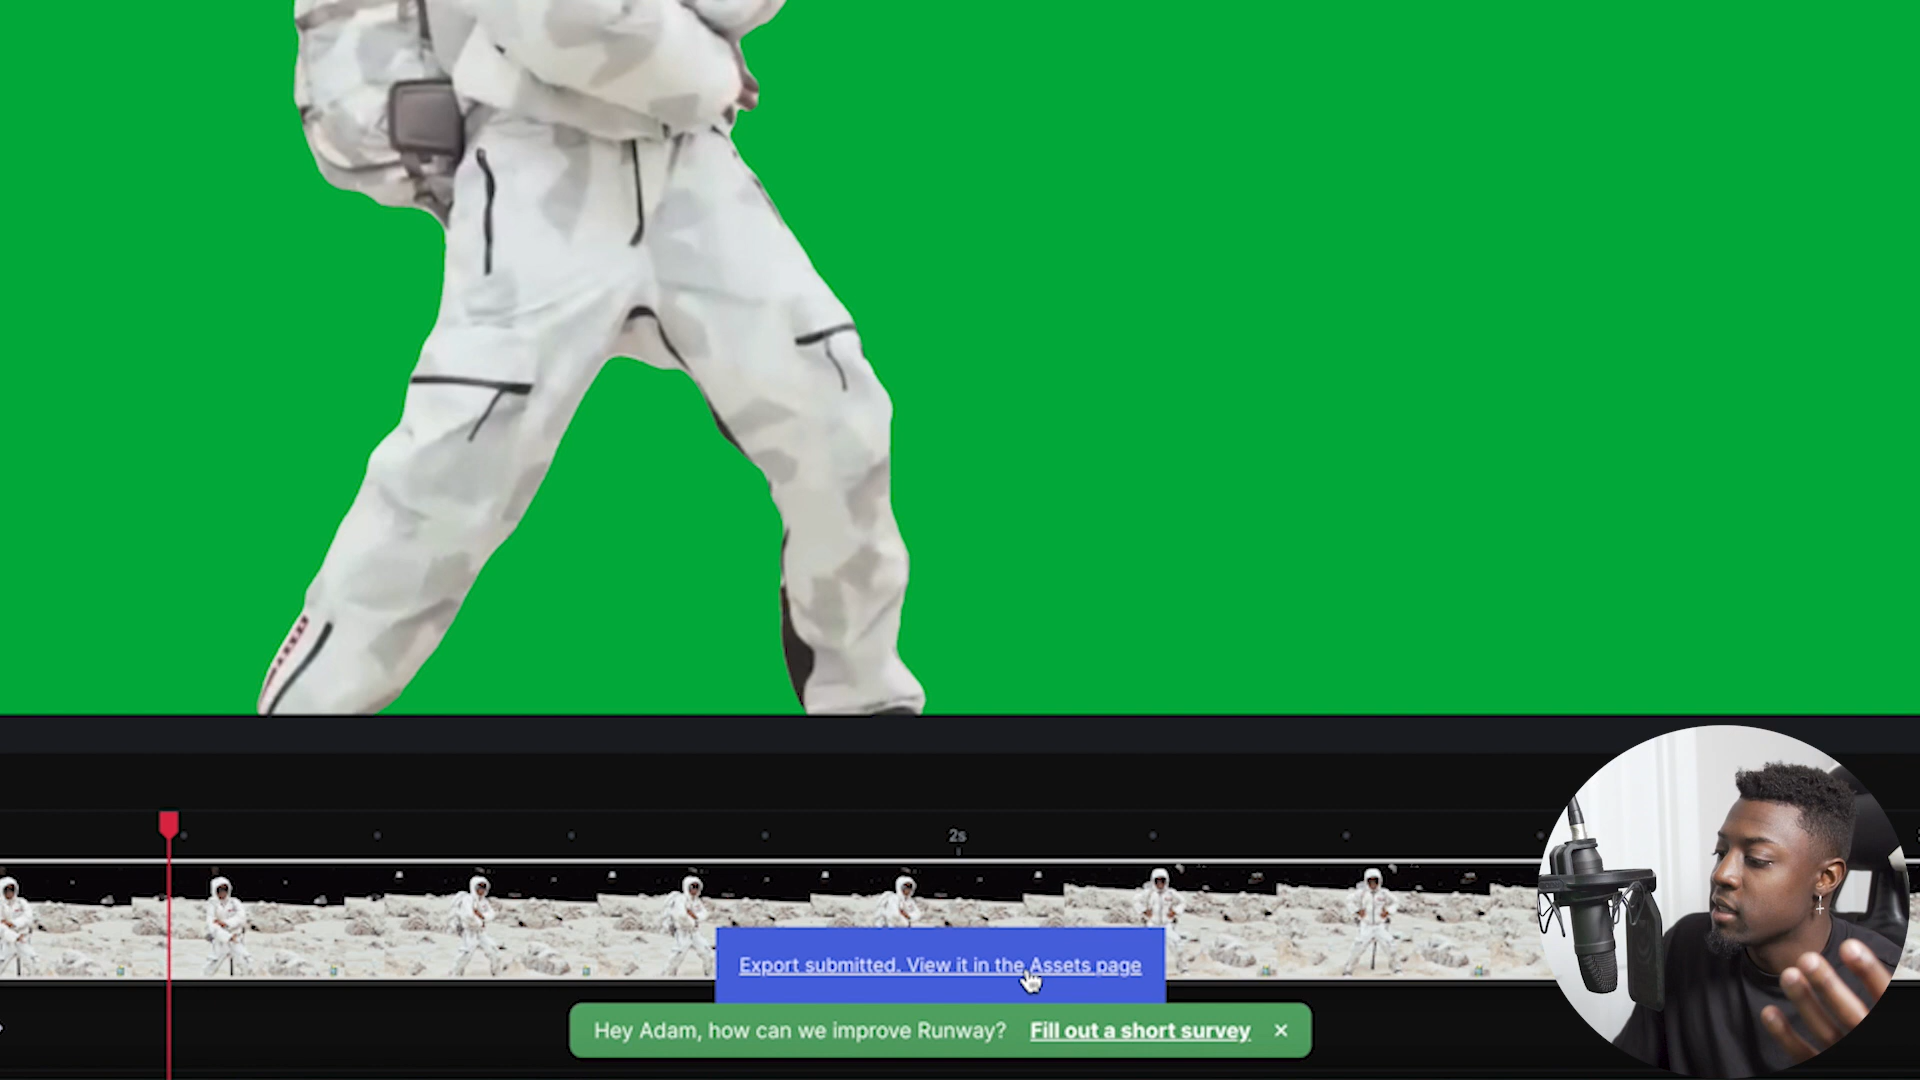 2s
Export submitted. View it in the Assets page
Hey Adam, how can we improve Runway? Fill out a short survey ×